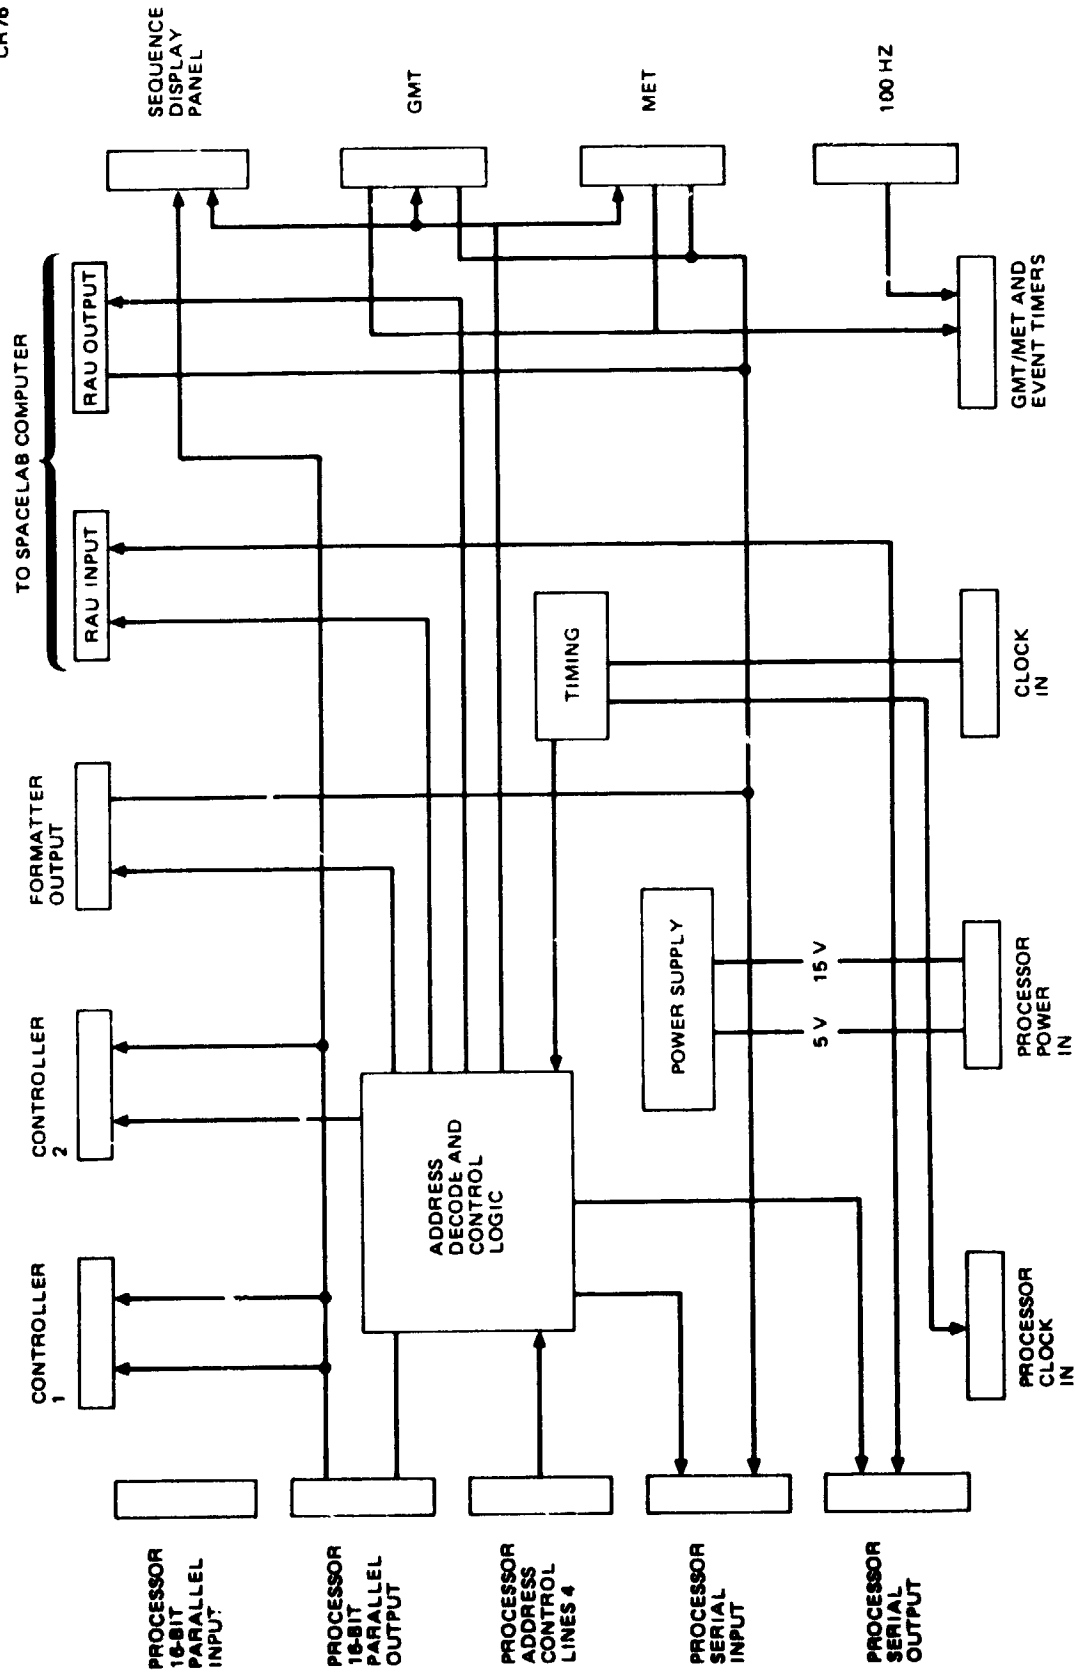 CR76
TO SPACELAB COMPUTER
CONTROLLER
1
CONTROLLER
2
FORMATTER
OUTPUT
RAU INPUT
RAU OUTPUT
SEQUENCE
DISPLAY
PANEL
GMT
MET
100 HZ
PROCESSOR
16-BIT
PARALLEL
INPUT
PROCESSOR
16-BIT
PARALLEL
OUTPUT
PROCESSOR
ADDRESS
CONTROL
LINES 4
PROCESSOR
SERIAL
INPUT
PROCESSOR
SERIAL
OUTPUT
ADDRESS
DECODE AND
CONTROL
LOGIC
TIMING
POWER SUPPLY
5 V
15 V
PROCESSOR
CLOCK
IN
PROCESSOR
POWER
IN
CLOCK
IN
GMT/MET AND
EVENT TIMERS